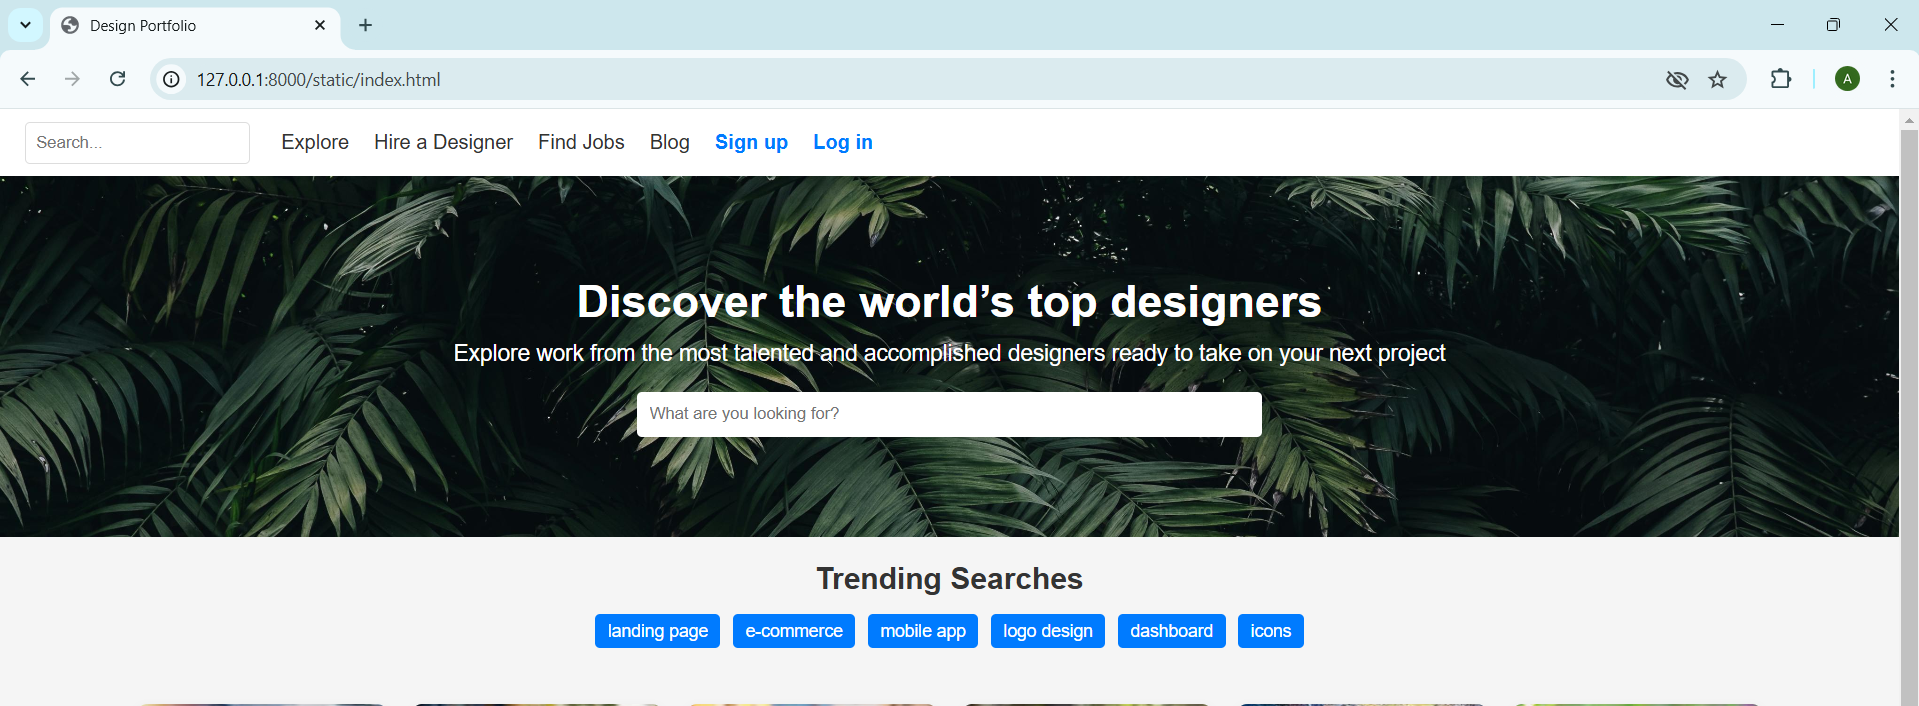 Design Portfolio
127.0.0.1:8000/static/index.html
A
Search...
Explore Hire a Designer Find Jobs Blog Sign up Log in
Discover the world’s top designers
Explore work from the most talented and accomplished designers ready to take on your next project
What are you looking for?
Trending Searches
landing page e-commerce mobile app logo design dashboard icons